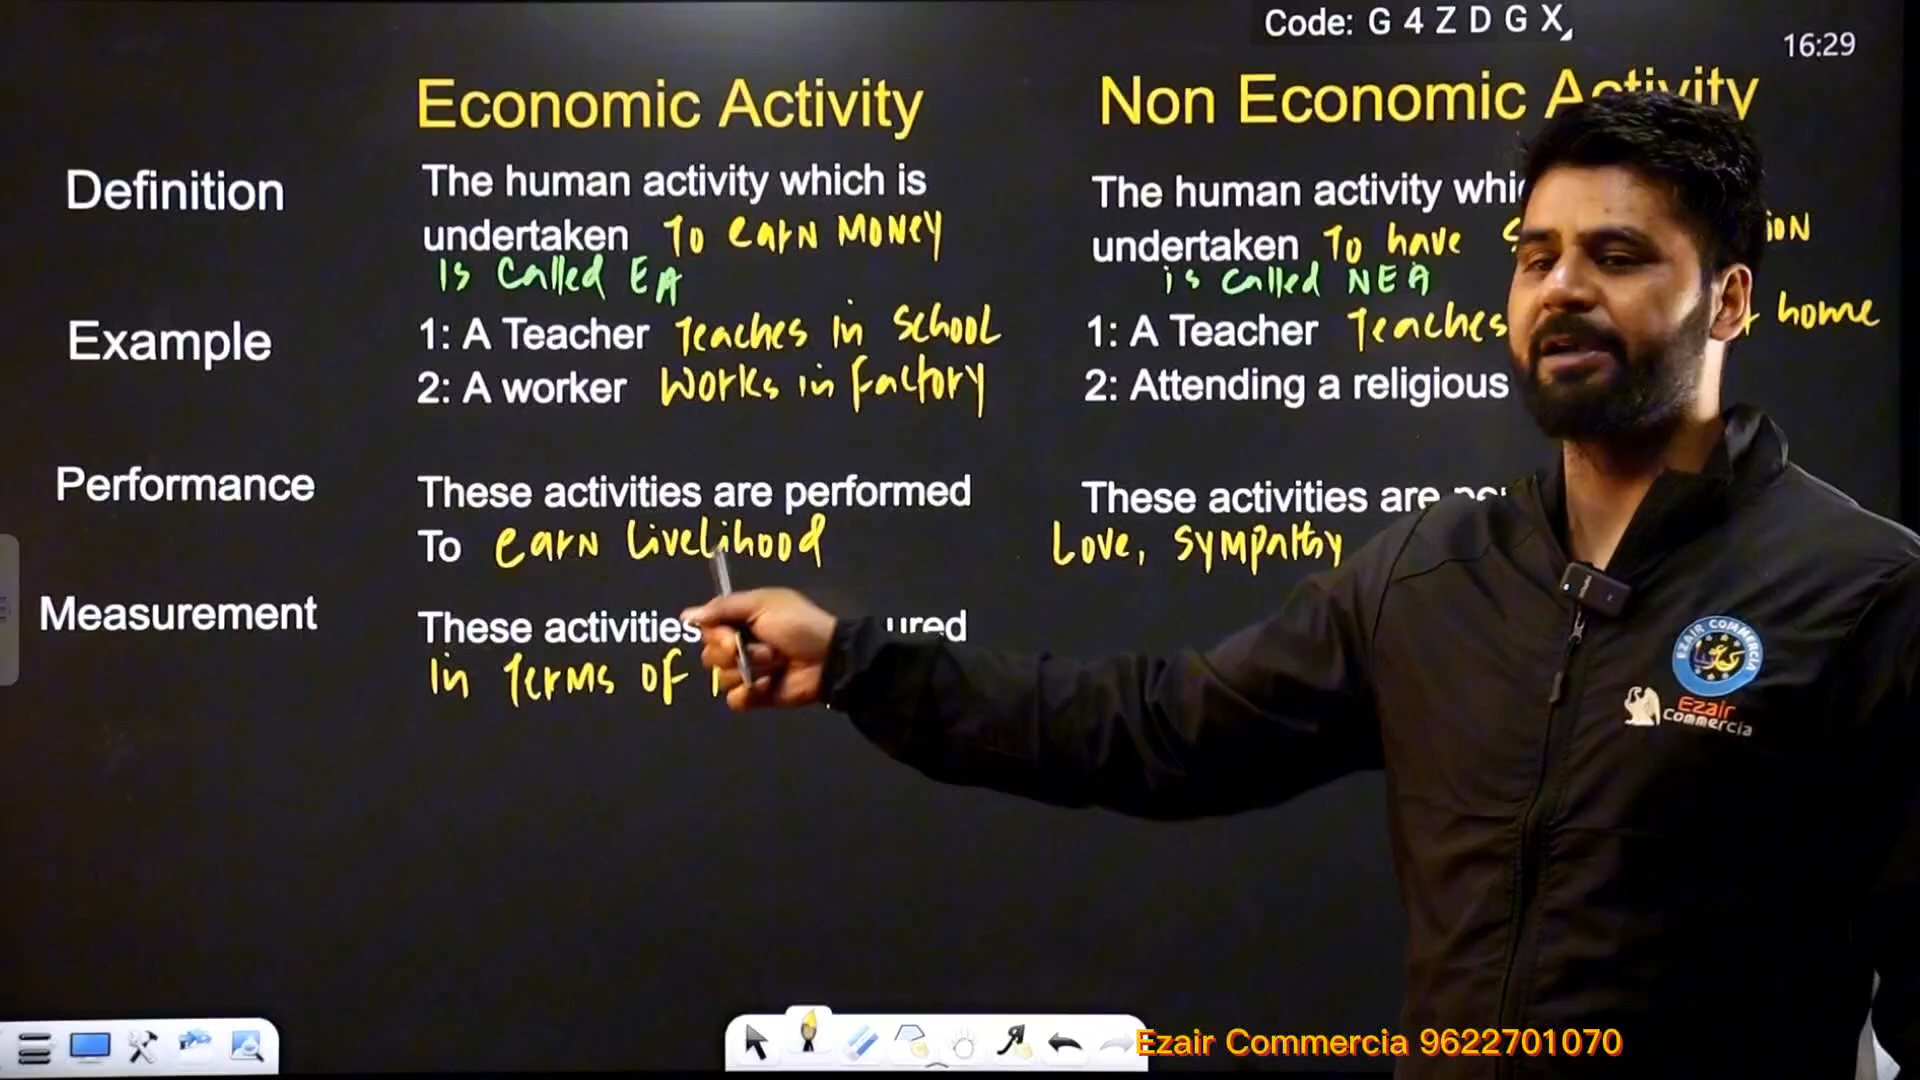 Code: G 4 Z D G X
16:29
Economic Activity
Non Economic Activity
Definition
The human activity which is
undertaken To earn Money
Is called EA
The human activity
undertaken To have
is called NEA
Example
1: A Teacher Teaches in School
2: A worker Works in factory
1: A Teacher Teaches home
2: Attending a religious
Performance
These activities are performed
To earn livelihood
These activities are
Love, Sympathy
Measurement
These activities
In Terms of
EZAIR COMMERCIA
Ezair
Commercia
Ezair Commercia 9622701070